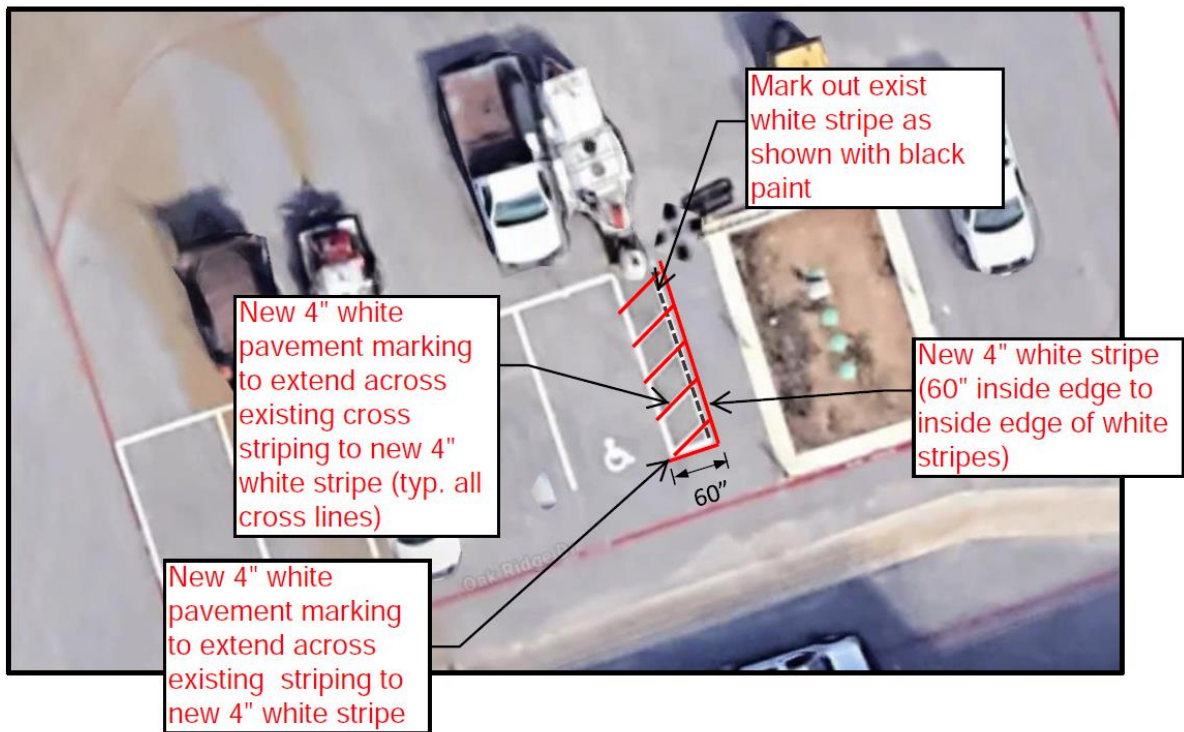 Mark out exist
white stripe as
shown with black
paint
New 4" white
pavement marking
to extend across
existing cross
striping to new 4"
white stripe (typ. all
cross lines)
New 4" white stripe
(60" inside edge to
inside edge of white
stripes)
60”
Oak Ridge
New 4" white
pavement marking
to extend across
existing striping to
new 4" white stripe